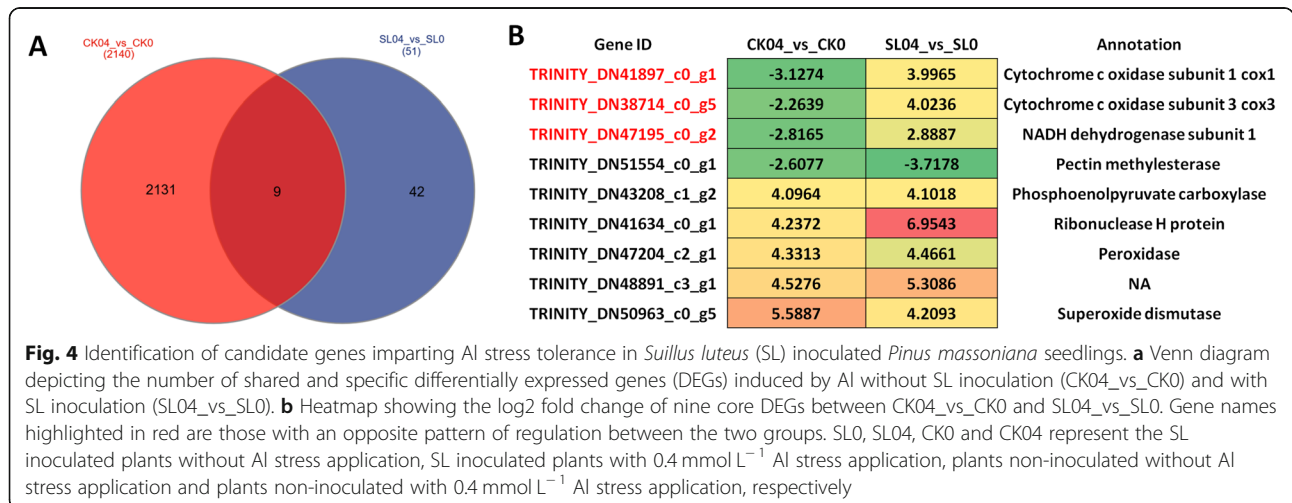 A
CK04_vs_CK0
(2140)
SL04_vs_SL0
(51)
2131
9
42
B
Gene ID CK04_vs_CK0 SL04_vs_SL0 Annotation
TRINITY_DN41897_c0_g1 -3.1274 3.9965 Cytochrome c oxidase subunit 1 cox1
TRINITY_DN38714_c0_g5 -2.2639 4.0236 Cytochrome c oxidase subunit 3 cox3
TRINITY_DN47195_c0_g2 -2.8165 2.8887 NADH dehydrogenase subunit 1
TRINITY_DN51554_c0_g1 -2.6077 -3.7178 Pectin methylesterase
TRINITY_DN43208_c1_g2 4.0964 4.1018 Phosphoenolpyruvate carboxylase
TRINITY_DN41634_c0_g1 4.2372 6.9543 Ribonuclease H protein
TRINITY_DN47204_c2_g1 4.3313 4.4661 Peroxidase
TRINITY_DN48891_c3_g1 4.5276 5.3086 NA
TRINITY_DN50963_c0_g5 5.5887 4.2093 Superoxide dismutase
Fig. 4 Identification of candidate genes imparting Al stress tolerance in Suillus luteus (SL) inoculated Pinus massoniana seedlings. a Venn diagram
depicting the number of shared and specific differentially expressed genes (DEGs) induced by Al without SL inoculation (CK04_vs_CK0) and with
SL inoculation (SL04_vs_SL0). b Heatmap showing the log2 fold change of nine core DEGs between CK04_vs_CK0 and SL04_vs_SL0. Gene names
highlighted in red are those with an opposite pattern of regulation between the two groups. SL0, SL04, CK0 and CK04 represent the SL
inoculated plants without Al stress application, SL inoculated plants with 0.4 mmol L⁻¹ Al stress application, plants non-inoculated without Al
stress application and plants non-inoculated with 0.4 mmol L⁻¹ Al stress application, respectively